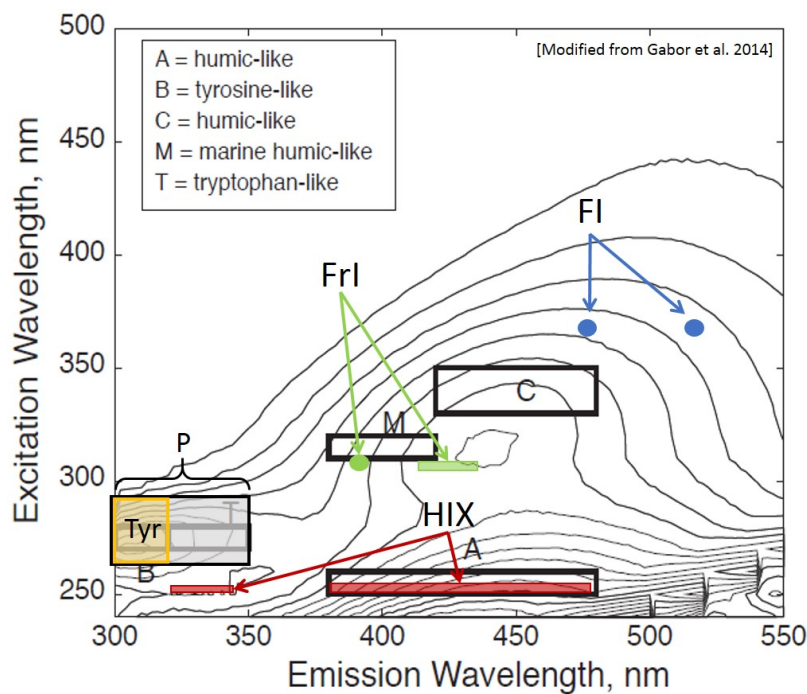 [Modified from Gabor et al. 2014]
A = humic-like
B = tyrosine-like
C = humic-like
M = marine humic-like
T = tryptophan-like
500
450
400
350
300
250
Excitation Wavelength, nm
FI
FrI
C
M
P
T
Tyr
HIX
A
B
300
350
400
450
500
550
Emission Wavelength, nm